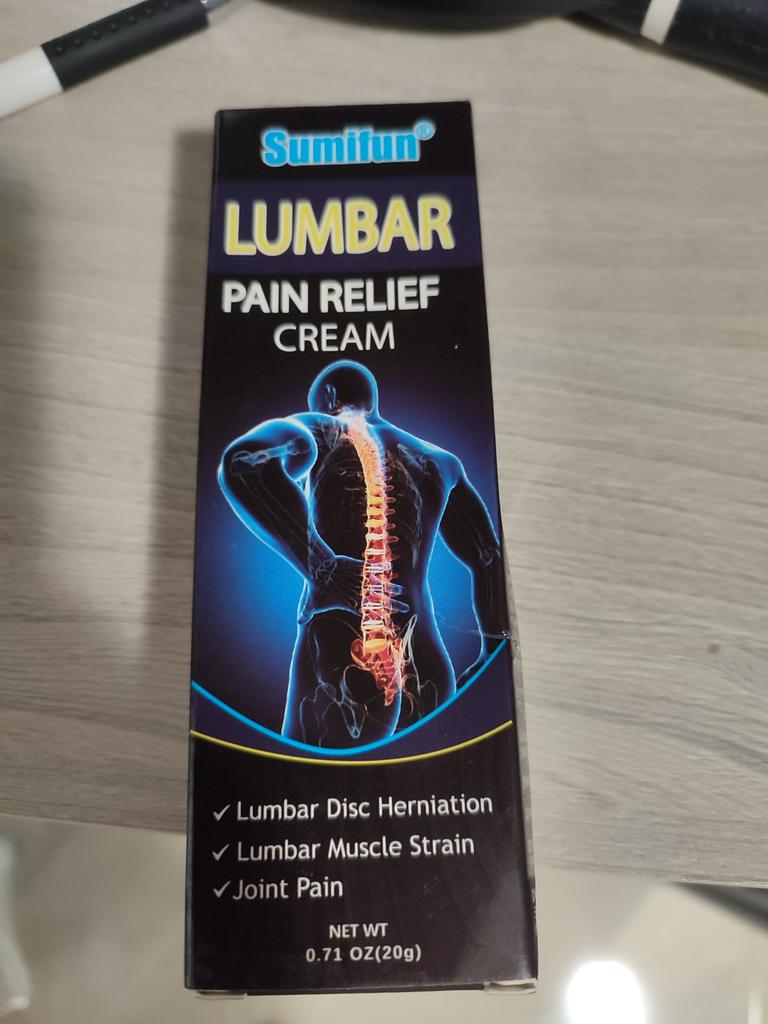 Sumifun®
LUMBAR
PAIN RELIEF
CREAM
✓ Lumbar Disc Herniation
✓ Lumbar Muscle Strain
✓ Joint Pain
NET WT
0.71 OZ(20g)